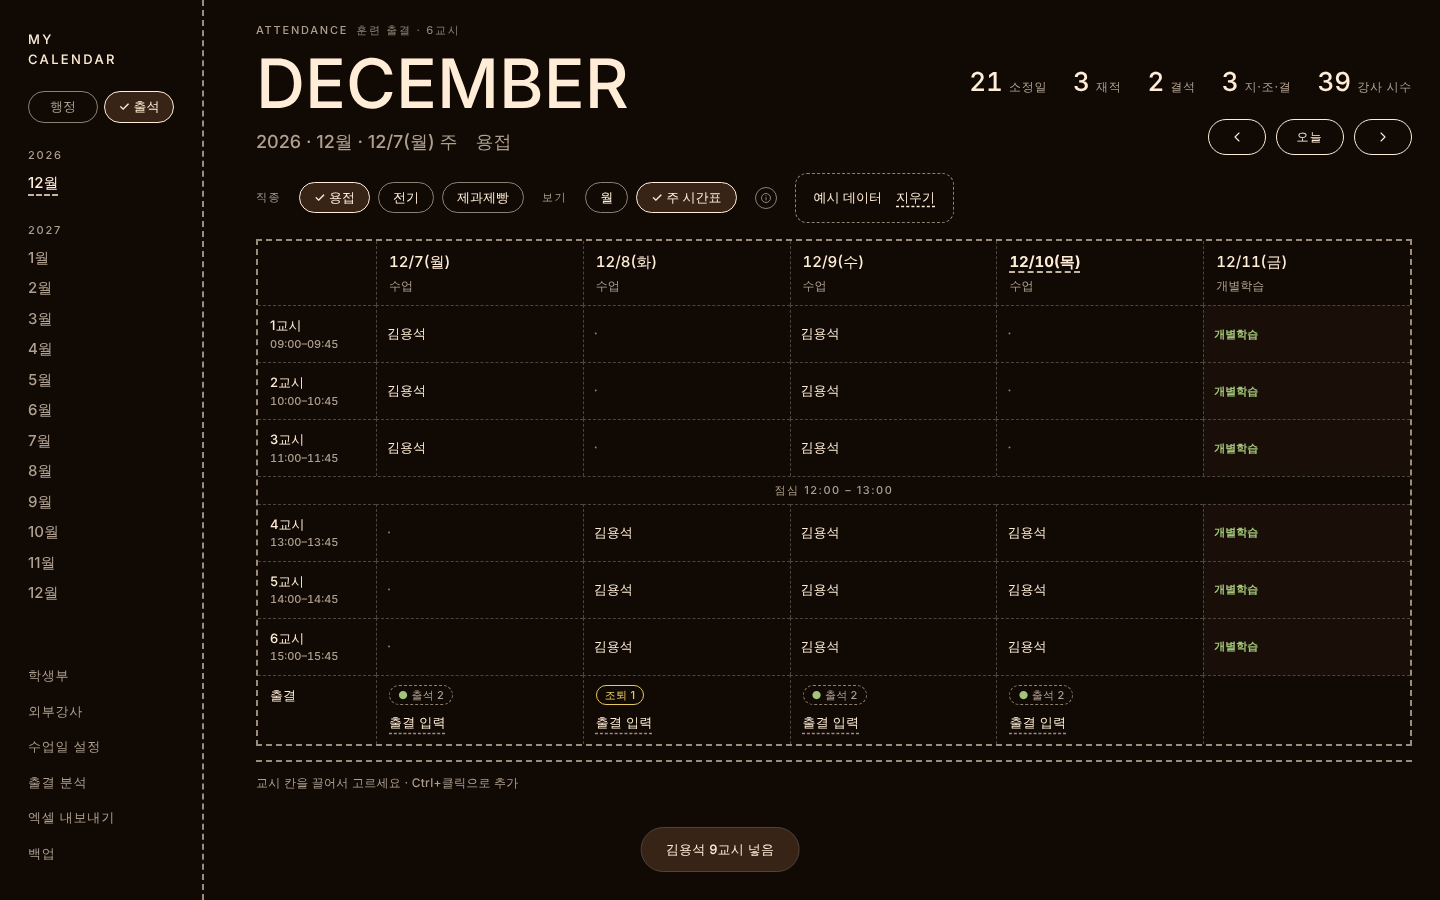 MY
CALENDAR
행정
출석
2026
12월
2027
1월
2월
3월
4월
5월
6월
7월
8월
9월
10월
11월
12월
학생부
외부강사
수업일 설정
출결 분석
엑셀 내보내기
백업
ATTENDANCE 훈련 출결 · 6교시
DECEMBER
2026 · 12월 · 12/7(월) 주 용접
21 소정일 3 재적 2 결석 3 지·조·결 39 강사 시수
오늘
직종 용접 전기 제과제빵 보기 월 주 시간표 예시 데이터 지우기
12/7(월) 12/8(화) 12/9(수) 12/10(목) 12/11(금)
수업 수업 수업 수업 개별학습
1교시
09:00–09:45
김용석 · 김용석 · 개별학습
2교시
10:00–10:45
김용석 · 김용석 · 개별학습
3교시
11:00–11:45
김용석 · 김용석 · 개별학습
점심 12:00 – 13:00
4교시
13:00–13:45
· 김용석 김용석 김용석 개별학습
5교시
14:00–14:45
· 김용석 김용석 김용석 개별학습
6교시
15:00–15:45
· 김용석 김용석 김용석 개별학습
출결 출석 2 조퇴 1 출석 2 출석 2
출결 입력 출결 입력 출결 입력 출결 입력
교시 칸을 끌어서 고르세요 · Ctrl+클릭으로 추가
김용석 9교시 넣음